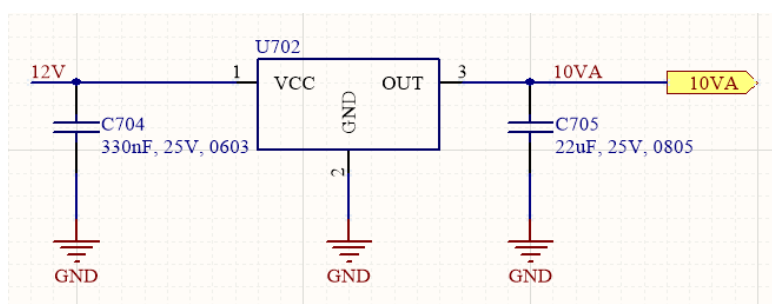 U702
12V
1
VCC
OUT
3
10VA
10VA
GND
C704
330nF, 25V, 0603
C705
22uF, 25V, 0805
2
GND
GND
GND